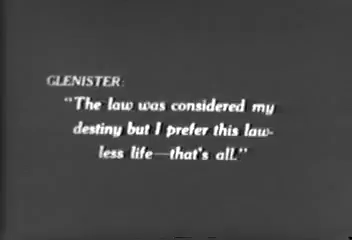 GLENISTER:
"The law was considered my
destiny but I prefer this law-
less life—that's all."